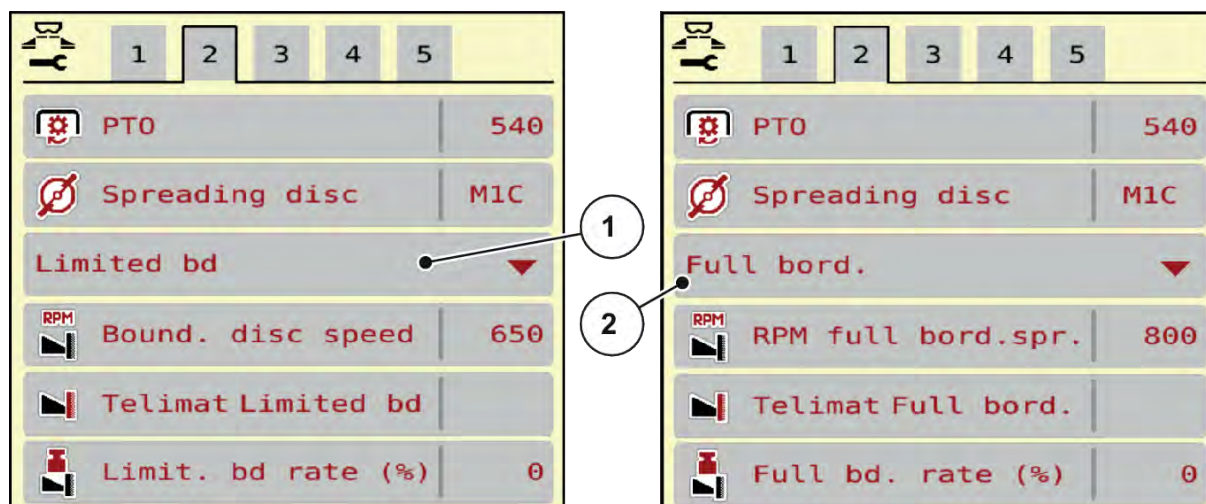 1 2 3 4 5
PTO 540
Spreading disc M1C
Limited bd
RPM
Bound. disc speed 650
Telimat Limited bd
Limit. bd rate (%) 0
1
2
1 2 3 4 5
PTO 540
Spreading disc M1C
Full bord.
RPM
RPM full bord.spr. 800
Telimat Full bord.
Full bd. rate (%) 0